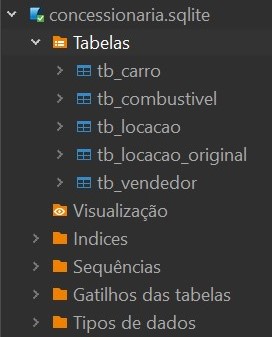 concessionaria.sqlite
Tabelas
tb_carro
tb_combustivel
tb_locacao
tb_locacao_original
tb_vendedor
Visualização
Indices
Sequências
Gatilhos das tabelas
Tipos de dados